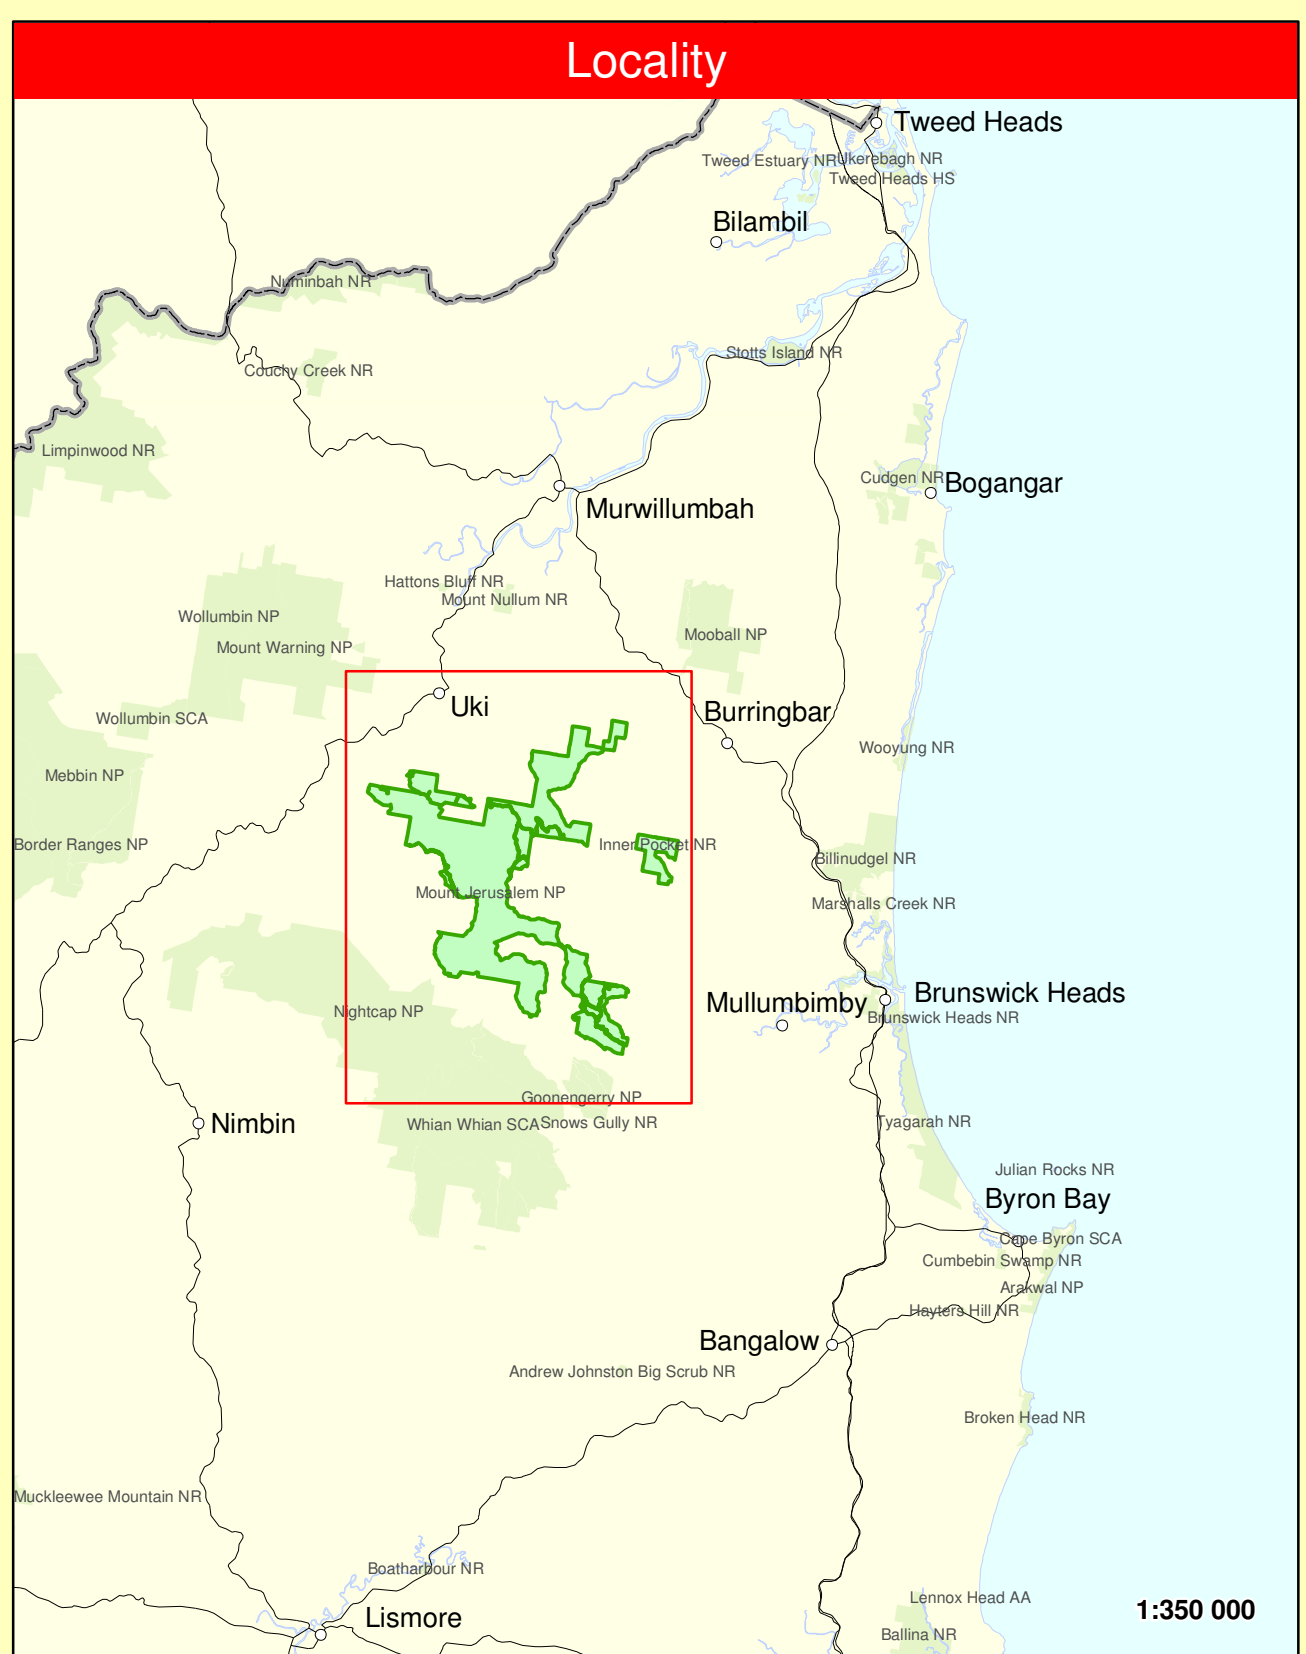 Locality
Tweed Heads
Tweed Estuary NR
Ukerebagh NR
Tweed Heads HS
Bilambil
Numinbah NR
Stotts Island NR
Couchy Creek NR
Limpinwood NR
Cudgen NR
Bogangar
Murwillumbah
Hattons Bluff NR
Mount Nullum NR
Wollumbin NP
Mooball NP
Mount Warning NP
Uki
Burringbar
Wollumbin SCA
Wooyung NR
Mebbin NP
Border Ranges NP
Inner Pocket NR
Billinudgel NR
Mount Jerusalem NP
Marshalls Creek NR
Brunswick Heads
Mullumbimby
Nightcap NP
Brunswick Heads NR
Goonengerry NP
Nimbin
Whian Whian SCA
Snows Gully NR
Tyagarah NR
Julian Rocks NR
Byron Bay
Cape Byron SCA
Cumbebin Swamp NR
Arakwal NP
Hayters Hill NR
Bangalow
Andrew Johnston Big Scrub NR
Broken Head NR
Muckleewee Mountain NR
Boatharbour NR
Lennox Head AA
1:350 000
Lismore
Ballina NR